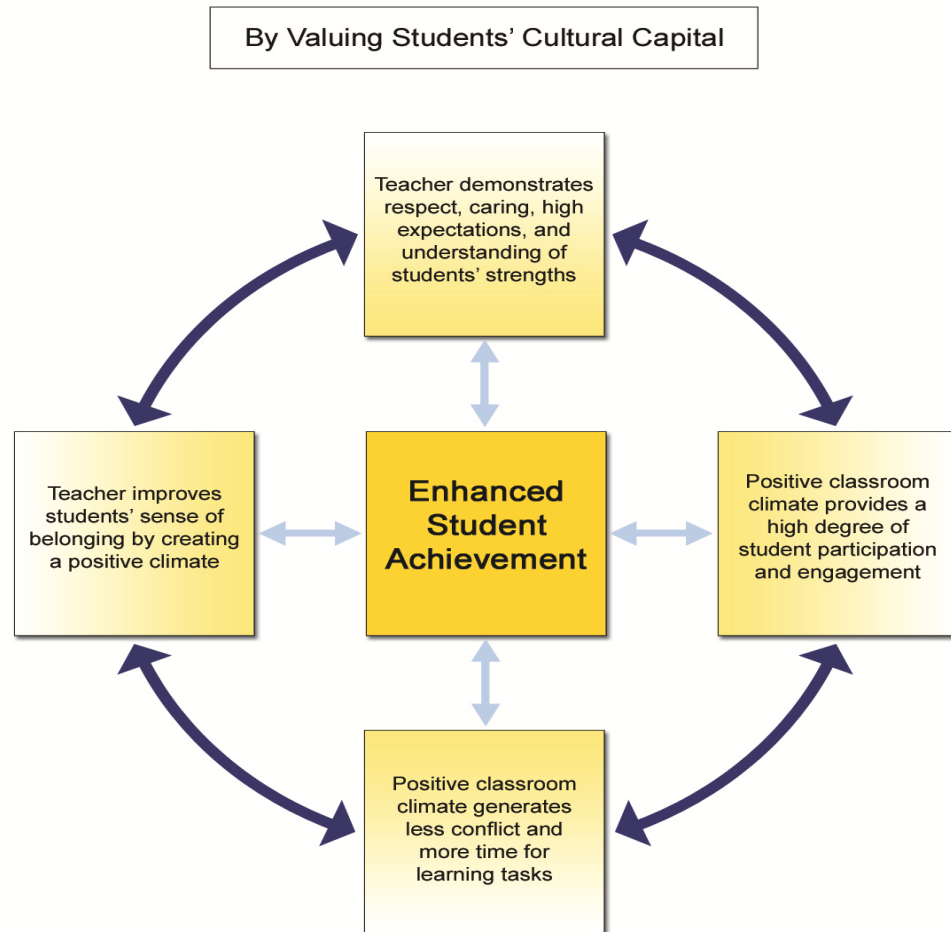 By Valuing Students’ Cultural Capital
Teacher demonstrates
respect, caring, high
expectations, and
understanding of
students’ strengths
Teacher improves
students’ sense of
belonging by creating
a positive climate
Enhanced
Student
Achievement
Positive classroom
climate provides a
high degree of
student participation
and engagement
Positive classroom
climate generates
less conflict and
more time for
learning tasks